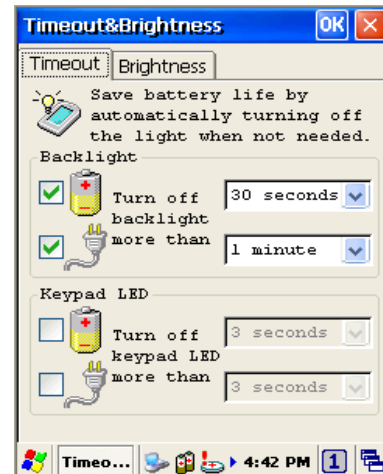 Timeout&Brightness OK
Timeout Brightness
Save battery life by
automatically turning off
the light when not needed.
Backlight
Turn off
backlight
more than
30 seconds
1 minute
Keypad LED
Turn off
keypad LED
more than
3 seconds
3 seconds
Timeo... 4:42 PM 1